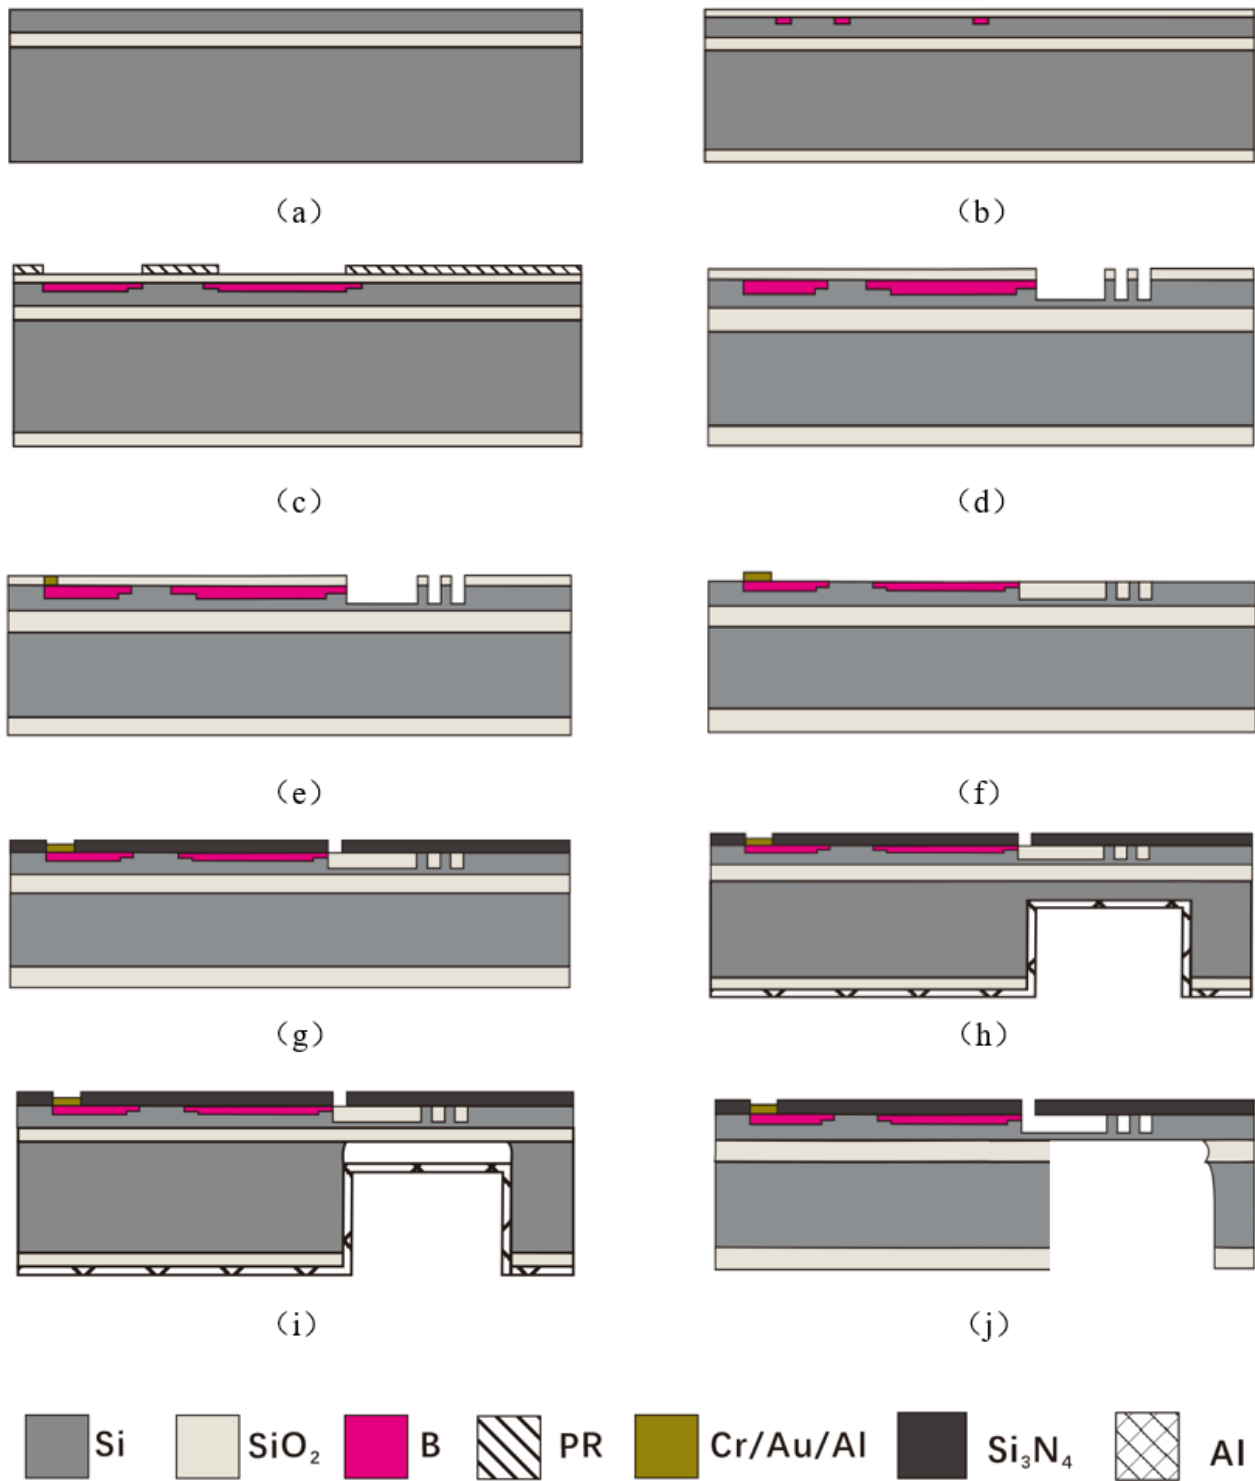 （a）
（b）
（c）
（d）
（e）
（f）
（g）
（h）
（i）
（j）
Si SiO₂ B PR Cr/Au/Al Si₃N₄ Al